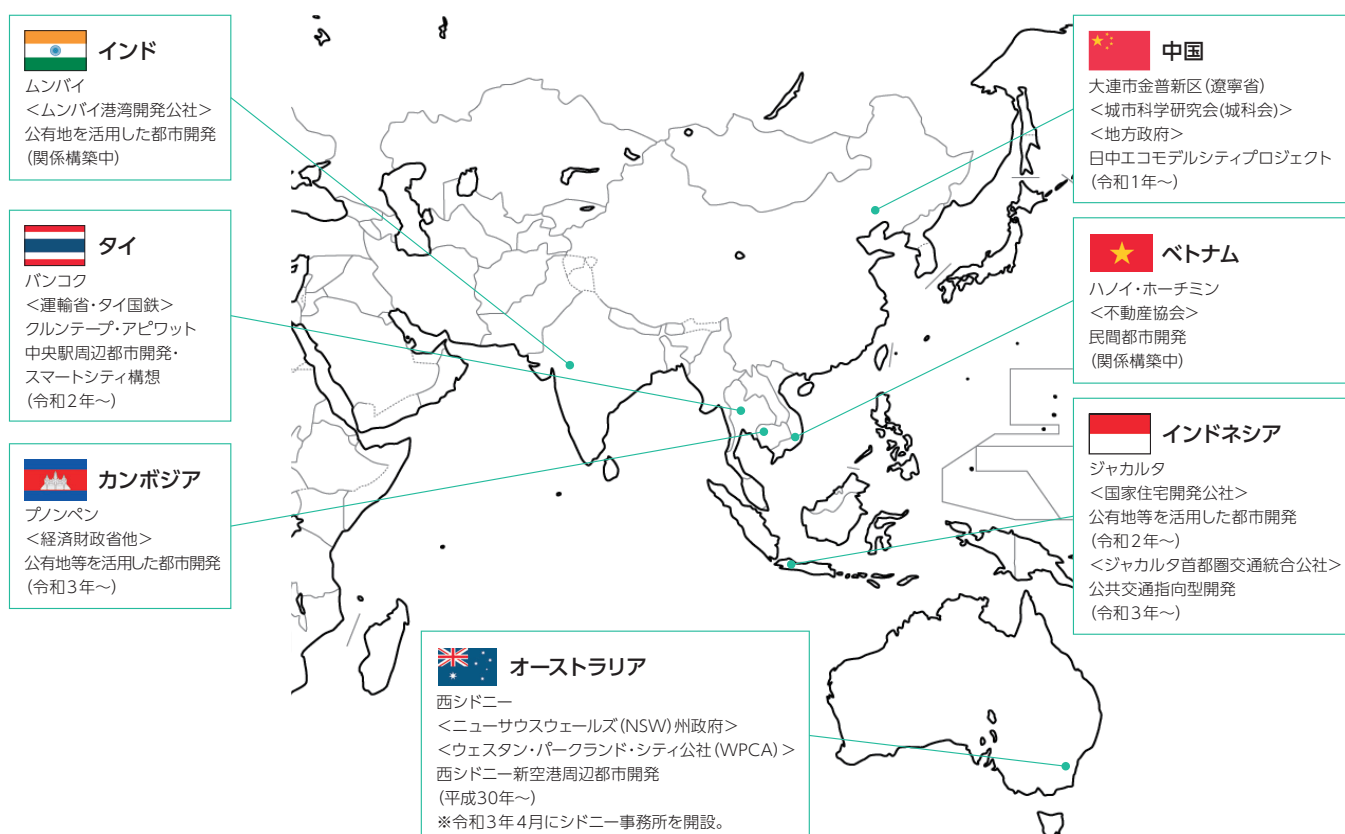 インド
ムンバイ
<ムンバイ港湾開発公社>
公有地を活用した都市開発
(関係構築中)
タイ
バンコク
<運輸省・タイ国鉄>
クルンテープ・アピワット
中央駅周辺都市開発・
スマートシティ構想
(令和2年～)
カンボジア
プノンペン
<経済財政省他>
公有地等を活用した都市開発
(令和3年～)
オーストラリア
西シドニー
<ニューサウスウェールズ(NSW)州政府>
<ウェスタン・パークランド・シティ公社(WPCA)>
西シドニー新空港周辺都市開発
(平成30年～)
※令和3年4月にシドニー事務所を開設。
中国
大連市金普新区(遼寧省)
<城市科学研究会(城科会)>
<地方政府>
日中エコモデルシティプロジェクト
(令和1年～)
ベトナム
ハノイ・ホーチミン
<不動産協会>
民間都市開発
(関係構築中)
インドネシア
ジャカルタ
<国家住宅開発公社>
公有地等を活用した都市開発
(令和2年～)
<ジャカルタ首都圏交通統合公社>
公共交通指向型開発
(令和3年～)